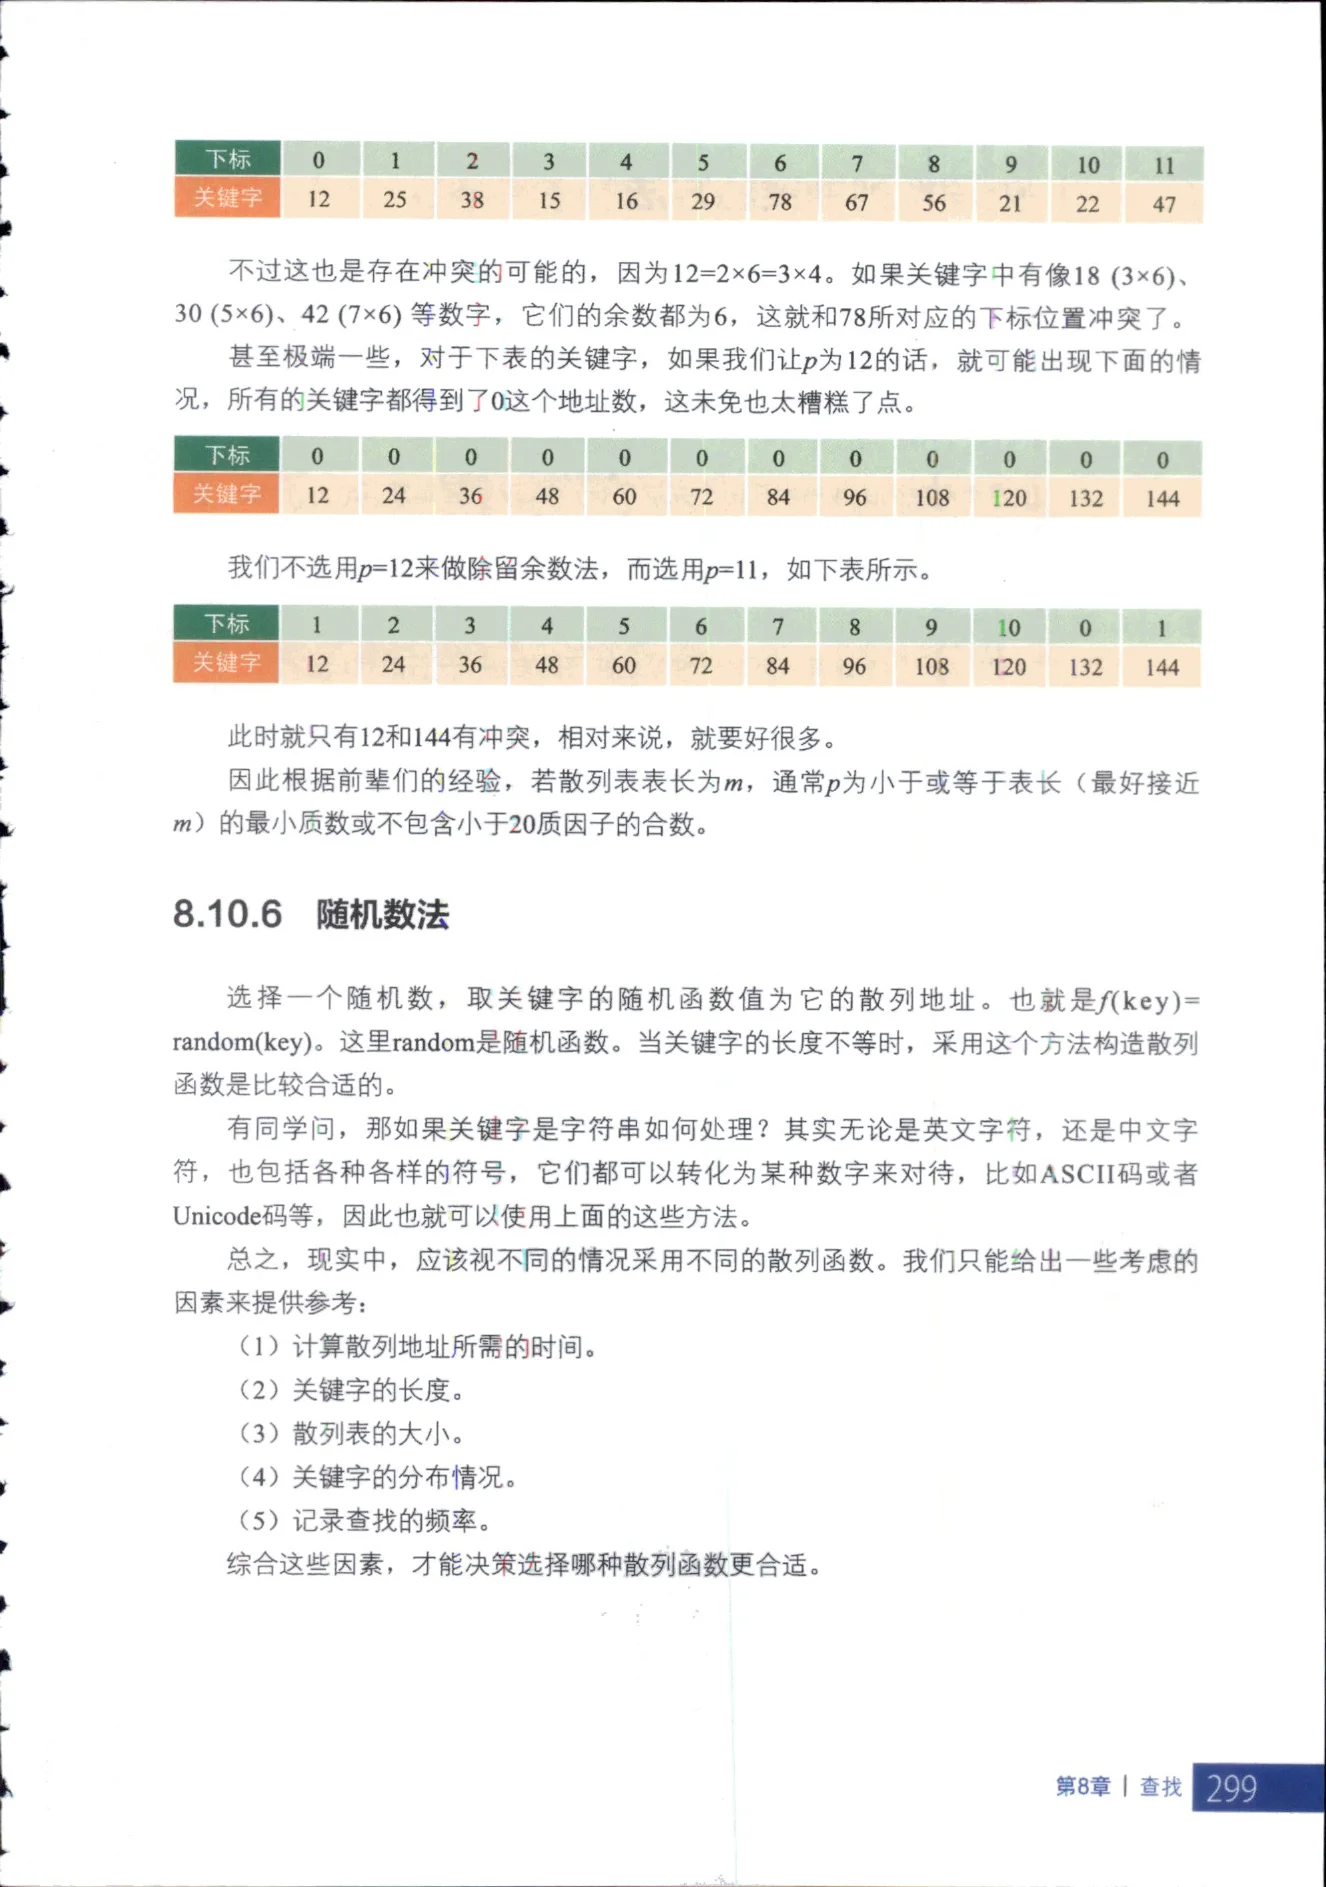 下标 0 1 2 3 4 5 6 7 8 9 10 11
关键字 12 25 38 15 16 29 78 67 56 21 22 47
不过这也是存在冲突的可能的，因为12=2×6=3×4。如果关键字中有像18 (3×6)、
30 (5×6)、42 (7×6) 等数字，它们的余数都为6，这就和78所对应的下标位置冲突了。
甚至极端一些，对于下表的关键字，如果我们让p为12的话，就可能出现下面的情
况，所有的关键字都得到了0这个地址数，这未免也太糟糕了点。
下标 0 0 0 0 0 0 0 0 0 0 0 0
关键字 12 24 36 48 60 72 84 96 108 120 132 144
我们不选用p=12来做除留余数法，而选用p=11，如下表所示。
下标 1 2 3 4 5 6 7 8 9 10 0 1
关键字 12 24 36 48 60 72 84 96 108 120 132 144
此时就只有12和144有冲突，相对来说，就要好很多。
因此根据前辈们的经验，若散列表表长为m，通常p为小于或等于表长（最好接近
m）的最小质数或不包含小于20质因子的合数。
8.10.6 随机数法
选择一个随机数，取关键字的随机函数值为它的散列地址。也就是f(key)=
random(key)。这里random是随机函数。当关键字的长度不等时，采用这个方法构造散列
函数是比较合适的。
有同学问，那如果关键字是字符串如何处理？其实无论是英文字符，还是中文字
符，也包括各种各样的符号，它们都可以转化为某种数字来对待，比如ASCII码或者
Unicode码等，因此也就可以使用上面的这些方法。
总之，现实中，应该视不同的情况采用不同的散列函数。我们只能给出一些考虑的
因素来提供参考：
（1）计算散列地址所需的时间。
（2）关键字的长度。
（3）散列表的大小。
（4）关键字的分布情况。
（5）记录查找的频率。
综合这些因素，才能决策选择哪种散列函数更合适。
第8章 | 查找 299